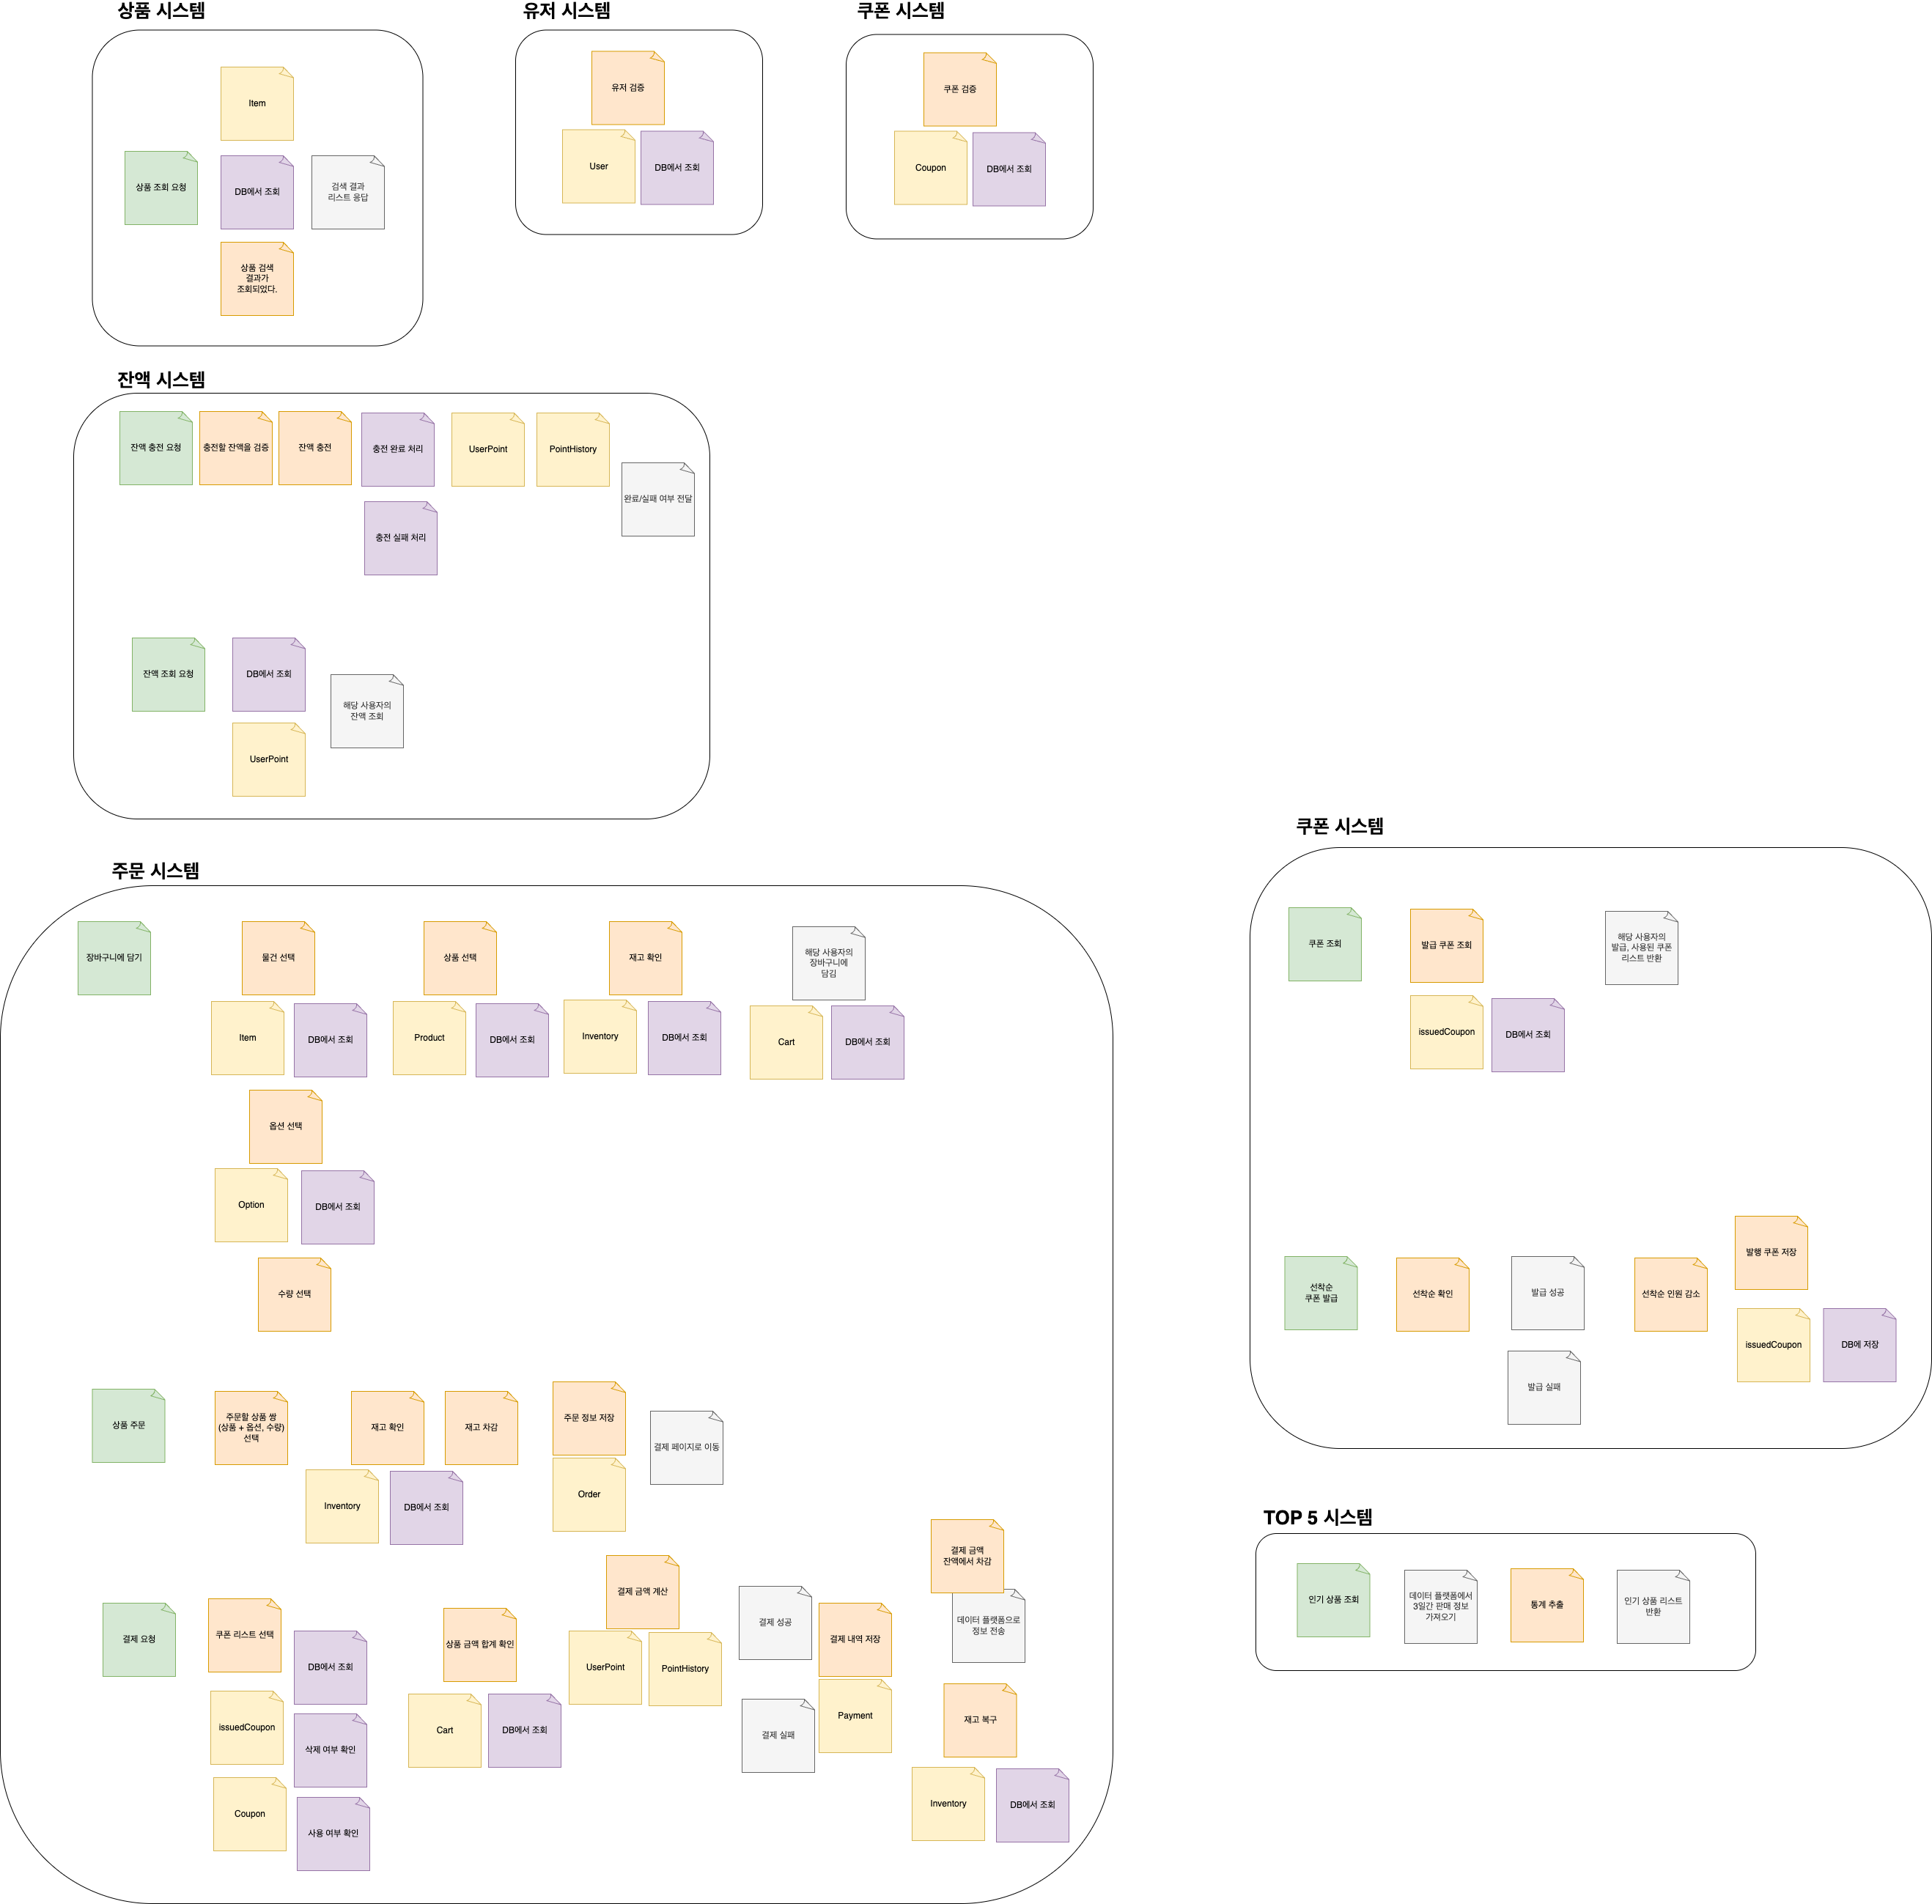 상품 시스템
Item
상품 조회 요청
DB에서 조회
검색 결과
리스트 응답
상품 검색
결과가
조회되었다.
유저 시스템
유저 검증
User
DB에서 조회
쿠폰 시스템
쿠폰 검증
Coupon
DB에서 조회
잔액 시스템
잔액 충전 요청
충전할 잔액을 검증
잔액 충전
충전 완료 처리
UserPoint
PointHistory
완료/실패 여부 전달
충전 실패 처리
잔액 조회 요청
DB에서 조회
해당 사용자의
잔액 조회
UserPoint
주문 시스템
장바구니에 담기
물건 선택
상품 선택
재고 확인
해당 사용자의
장바구니에
담김
Item
DB에서 조회
Product
DB에서 조회
Inventory
DB에서 조회
Cart
DB에서 조회
옵션 선택
Option
DB에서 조회
수량 선택
상품 주문
주문할 상품 쌍
(상품 + 옵션, 수량)
선택
재고 확인
재고 차감
주문 정보 저장
결제 페이지로 이동
Inventory
DB에서 조회
Order
결제 요청
쿠폰 리스트 선택
DB에서 조회
issuedCoupon
삭제 여부 확인
Coupon
사용 여부 확인
상품 금액 합계 확인
Cart
DB에서 조회
결제 금액 계산
UserPoint
PointHistory
결제 성공
결제 실패
결제 내역 저장
Payment
결제 금액
잔액에서 차감
데이터 플랫폼으로
정보 전송
재고 복구
Inventory
DB에서 조회
쿠폰 시스템
쿠폰 조회
발급 쿠폰 조회
해당 사용자의
발급, 사용된 쿠폰
리스트 반환
issuedCoupon
DB에서 조회
선착순
쿠폰 발급
선착순 확인
발급 성공
발급 실패
선착순 인원 감소
발행 쿠폰 저장
issuedCoupon
DB에 저장
TOP 5 시스템
인기 상품 조회
데이터 플랫폼에서
3일간 판매 정보
가져오기
통계 추출
인기 상품 리스트
반환